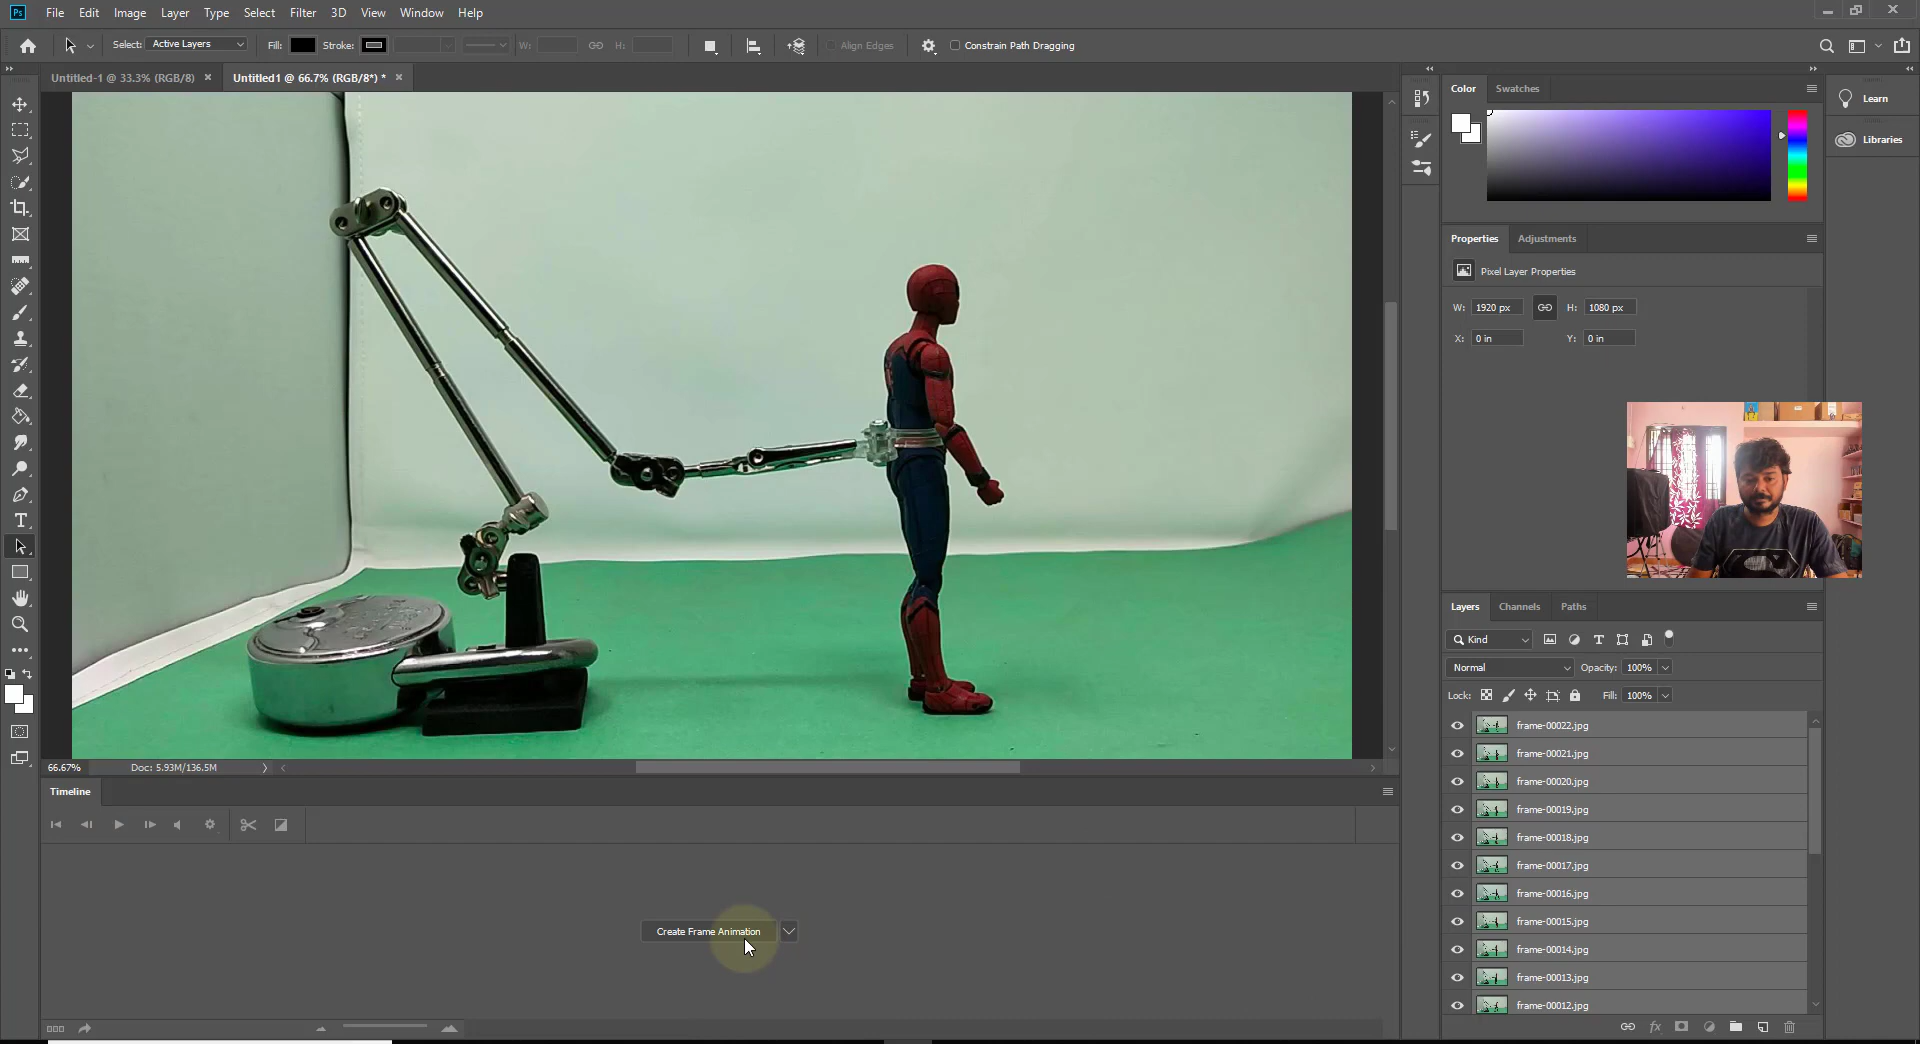 Ps File Edit Image Layer Type Select Filter 3D View Window Help
Select: Active Layers Fill: Stroke: W: H: Align Edges Constrain Path Dragging
Untitled-1 @ 33.3% (RGB/8) × Untitled1 @ 66.7% (RGB/8*) * ×
Color Swatches
Learn
Libraries
Properties Adjustments
Pixel Layer Properties
W: 1920 px H: 1080 px
X: 0 in Y: 0 in
Layers Channels Paths
Kind
Normal Opacity: 100%
Lock: Fill: 100%
frame-00022.jpg
frame-00021.jpg
frame-00020.jpg
frame-00019.jpg
frame-00018.jpg
frame-00017.jpg
frame-00016.jpg
frame-00015.jpg
frame-00014.jpg
frame-00013.jpg
frame-00012.jpg
fx
66.67% Doc: 5.93M/136.5M
Timeline
Create Frame Animation